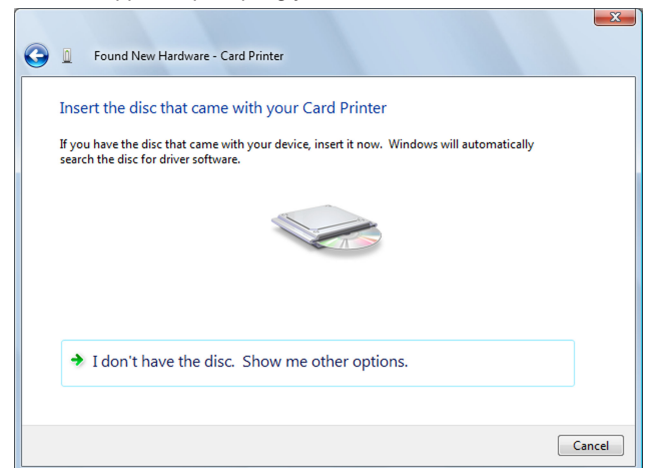 Found New Hardware - Card Printer
Insert the disc that came with your Card Printer
If you have the disc that came with your device, insert it now.  Windows will automatically
search the disc for driver software.
I don't have the disc.  Show me other options.
Cancel